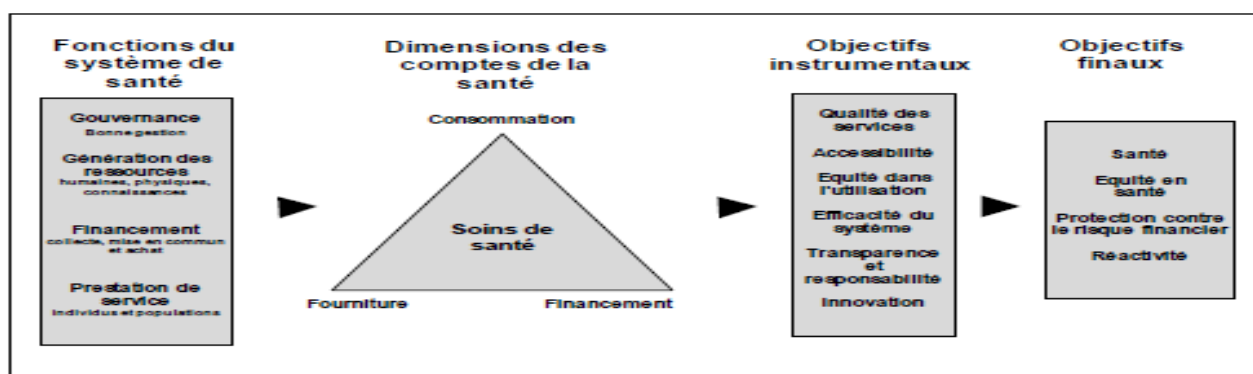 Fonctions du
système de
santé
Gouvernance
Bonne gestion
Génération des
ressources
humaines, physiques,
connaissances
Financement
collecte, mise en commun
et achat
Prestation de
service
individus et populations
Dimensions des
comptes de la
santé
Consommation
Soins de
santé
Fourniture
Financement
Objectifs
instrumentaux
Qualité des
services
Accessibilité
Equité dans
l'utilisation
Efficacité du
système
Transparence
et
responsabilité
Innovation
Objectifs
finaux
Santé
Equité en
santé
Protection contre
le risque financier
Réactivité